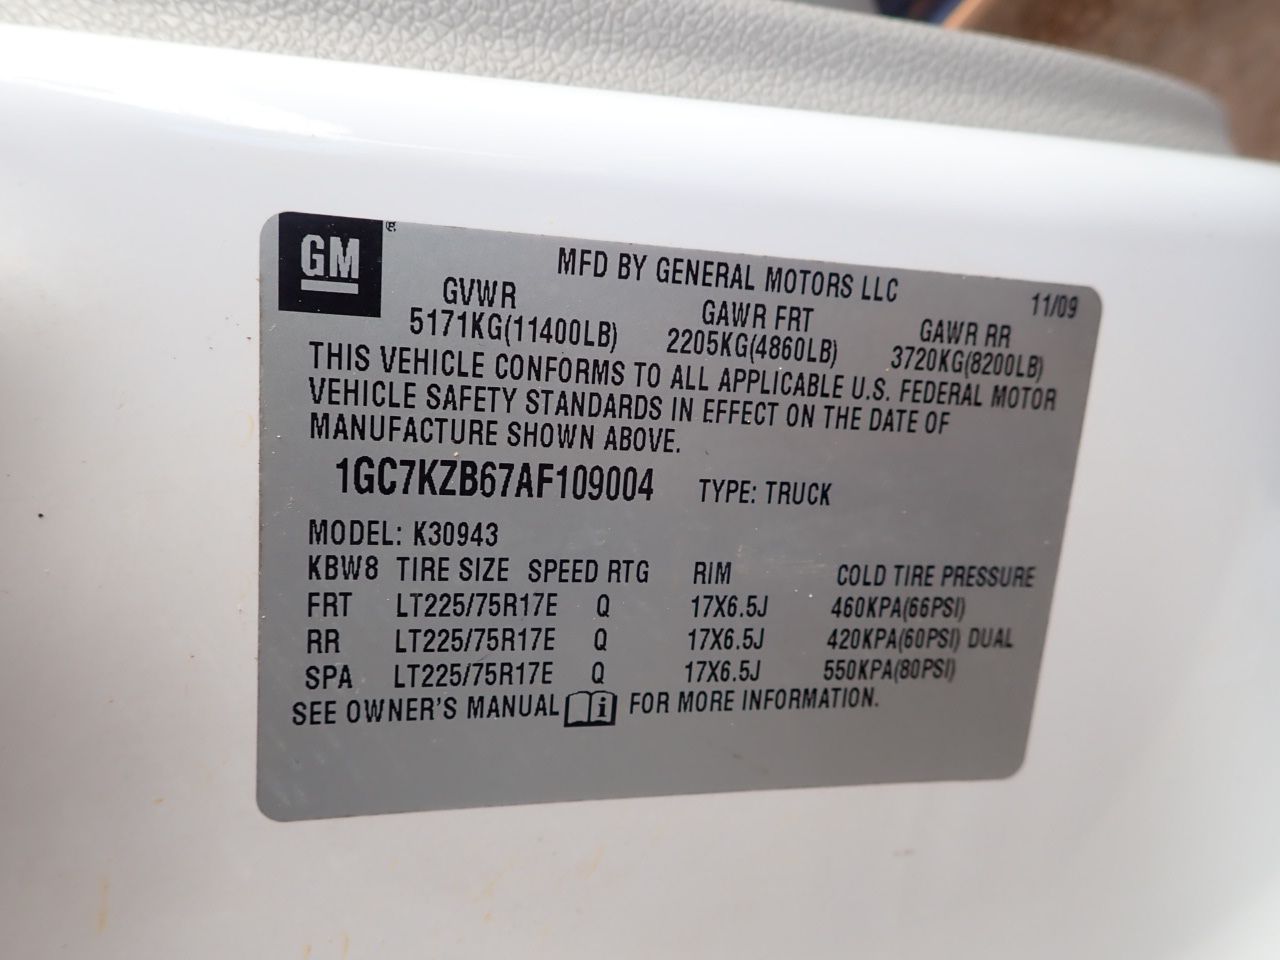 GM ®
MFD BY GENERAL MOTORS LLC 11/09
GVWR GAWR FRT GAWR RR
5171KG(11400LB) 2205KG(4860LB) 3720KG(8200LB)
THIS VEHICLE CONFORMS TO ALL APPLICABLE U.S. FEDERAL MOTOR
VEHICLE SAFETY STANDARDS IN EFFECT ON THE DATE OF
MANUFACTURE SHOWN ABOVE.
1GC7KZB67AF109004 TYPE: TRUCK
MODEL: K30943
KBW8 TIRE SIZE SPEED RTG RIM COLD TIRE PRESSURE
FRT LT225/75R17E Q 17X6.5J 460KPA(66PSI)
RR LT225/75R17E Q 17X6.5J 420KPA(60PSI) DUAL
SPA LT225/75R17E Q 17X6.5J 550KPA(80PSI)
SEE OWNER'S MANUAL i FOR MORE INFORMATION.